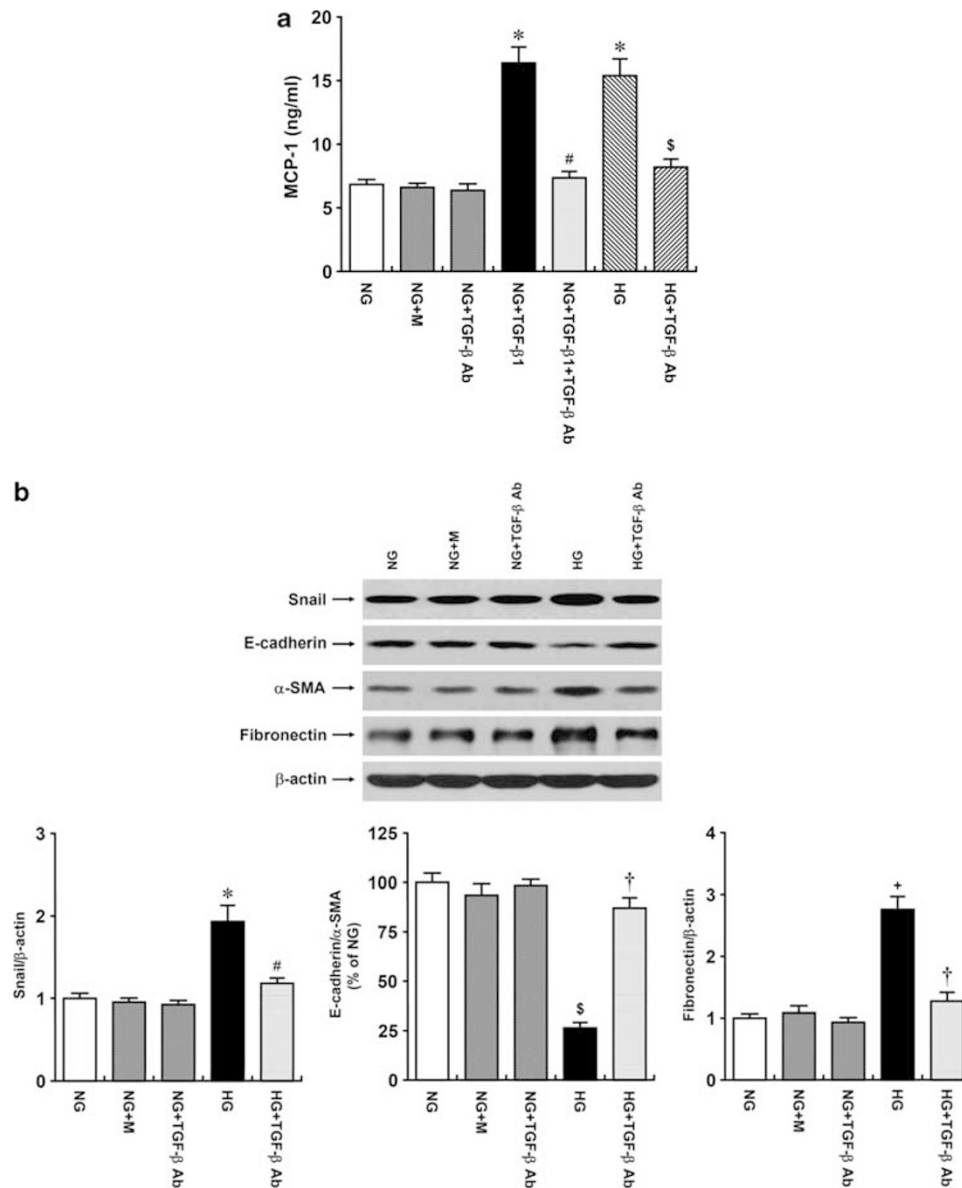 a
MCP-1 (ng/ml)
20
15
10
5
0
*
#
*
$
NG
NG+M
NG+TGF-β Ab
NG+TGF-β1
NG+TGF-β1+TGF-β Ab
HG
HG+TGF-β Ab
b
NG
NG+M
NG+TGF-β Ab
HG
HG+TGF-β Ab
Snail
E-cadherin
α-SMA
Fibronectin
β-actin
Snail/β-actin
3
2
1
0
*
#
NG
NG+M
NG+TGF-β Ab
HG
HG+TGF-β Ab
E-cadherin/α-SMA
(% of NG)
125
100
75
50
25
0
$
†
NG
NG+M
NG+TGF-β Ab
HG
HG+TGF-β Ab
Fibronectin/β-actin
4
3
2
1
0
+
†
NG
NG+M
NG+TGF-β Ab
HG
HG+TGF-β Ab